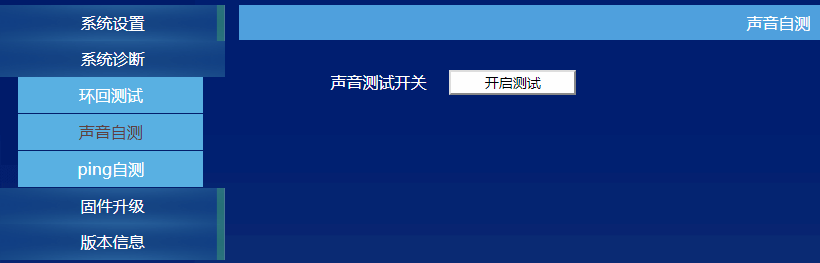 系统设置
系统诊断
环回测试
声音自测
ping自测
固件升级
版本信息
声音自测
声音测试开关
开启测试